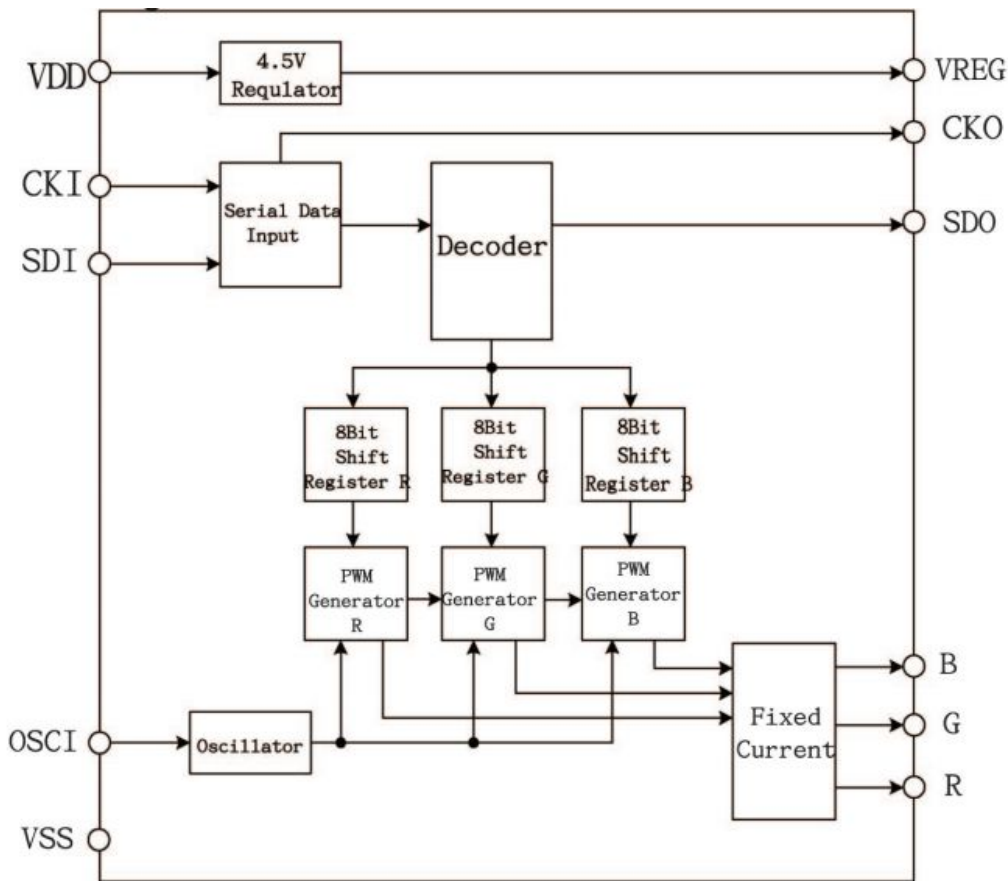 VDD
4.5V
Requlator
VREG
CKO
CKI
Serial Data
Input
Decoder
SDO
SDI
8Bit
Shift
Register R
8Bit
Shift
Register G
8Bit
Shift
Register B
PWM
Generator
R
PWM
Generator
G
PWM
Generator
B
Fixed
Current
B
G
R
OSCI
Oscillator
VSS